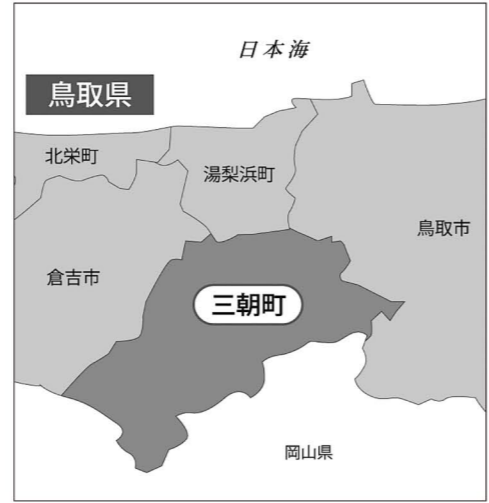 日本海
鳥取県
北栄町
湯梨浜町
鳥取市
倉吉市
三朝町
岡山県